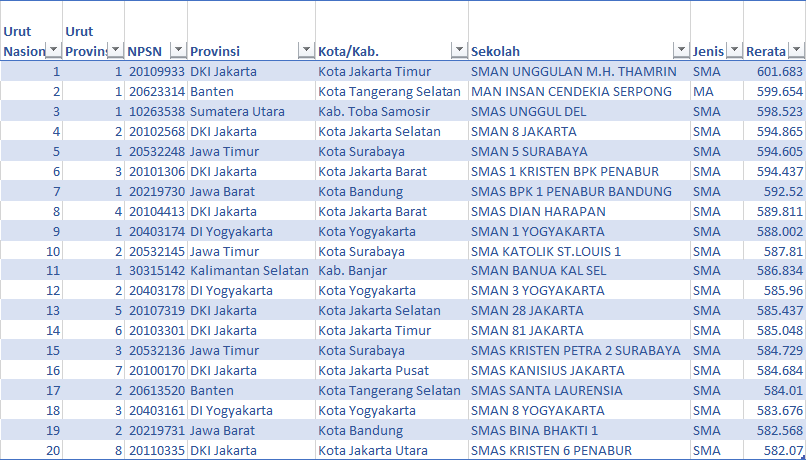 Urut Urut
Nasion Provins NPSN Provinsi Kota/Kab. Sekolah Jenis Rerata
1 1 20109933 DKI Jakarta Kota Jakarta Timur SMAN UNGGULAN M.H. THAMRIN SMA 601.683
2 1 20623314 Banten Kota Tangerang Selatan MAN INSAN CENDEKIA SERPONG MA 599.654
3 1 10263538 Sumatera Utara Kab. Toba Samosir SMAS UNGGUL DEL SMA 598.523
4 2 20102568 DKI Jakarta Kota Jakarta Selatan SMAN 8 JAKARTA SMA 594.865
5 1 20532248 Jawa Timur Kota Surabaya SMAN 5 SURABAYA SMA 594.605
6 3 20101306 DKI Jakarta Kota Jakarta Barat SMAS 1 KRISTEN BPK PENABUR SMA 594.437
7 1 20219730 Jawa Barat Kota Bandung SMAS BPK 1 PENABUR BANDUNG SMA 592.52
8 4 20104413 DKI Jakarta Kota Jakarta Barat SMAS DIAN HARAPAN SMA 589.811
9 1 20403174 DI Yogyakarta Kota Yogyakarta SMAN 1 YOGYAKARTA SMA 588.002
10 2 20532145 Jawa Timur Kota Surabaya SMA KATOLIK ST.LOUIS 1 SMA 587.81
11 1 30315142 Kalimantan Selatan Kab. Banjar SMAN BANUA KAL SEL SMA 586.834
12 2 20403178 DI Yogyakarta Kota Yogyakarta SMAN 3 YOGYAKARTA SMA 585.96
13 5 20107319 DKI Jakarta Kota Jakarta Selatan SMAN 28 JAKARTA SMA 585.437
14 6 20103301 DKI Jakarta Kota Jakarta Timur SMAN 81 JAKARTA SMA 585.048
15 3 20532136 Jawa Timur Kota Surabaya SMAS KRISTEN PETRA 2 SURABAYA SMA 584.729
16 7 20100170 DKI Jakarta Kota Jakarta Pusat SMAS KANISIUS JAKARTA SMA 584.684
17 2 20613520 Banten Kota Tangerang Selatan SMAS SANTA LAURENSIA SMA 584.01
18 3 20403161 DI Yogyakarta Kota Yogyakarta SMAN 8 YOGYAKARTA SMA 583.676
19 2 20219731 Jawa Barat Kota Bandung SMAS BINA BHAKTI 1 SMA 582.568
20 8 20110335 DKI Jakarta Kota Jakarta Utara SMAS KRISTEN 6 PENABUR SMA 582.07